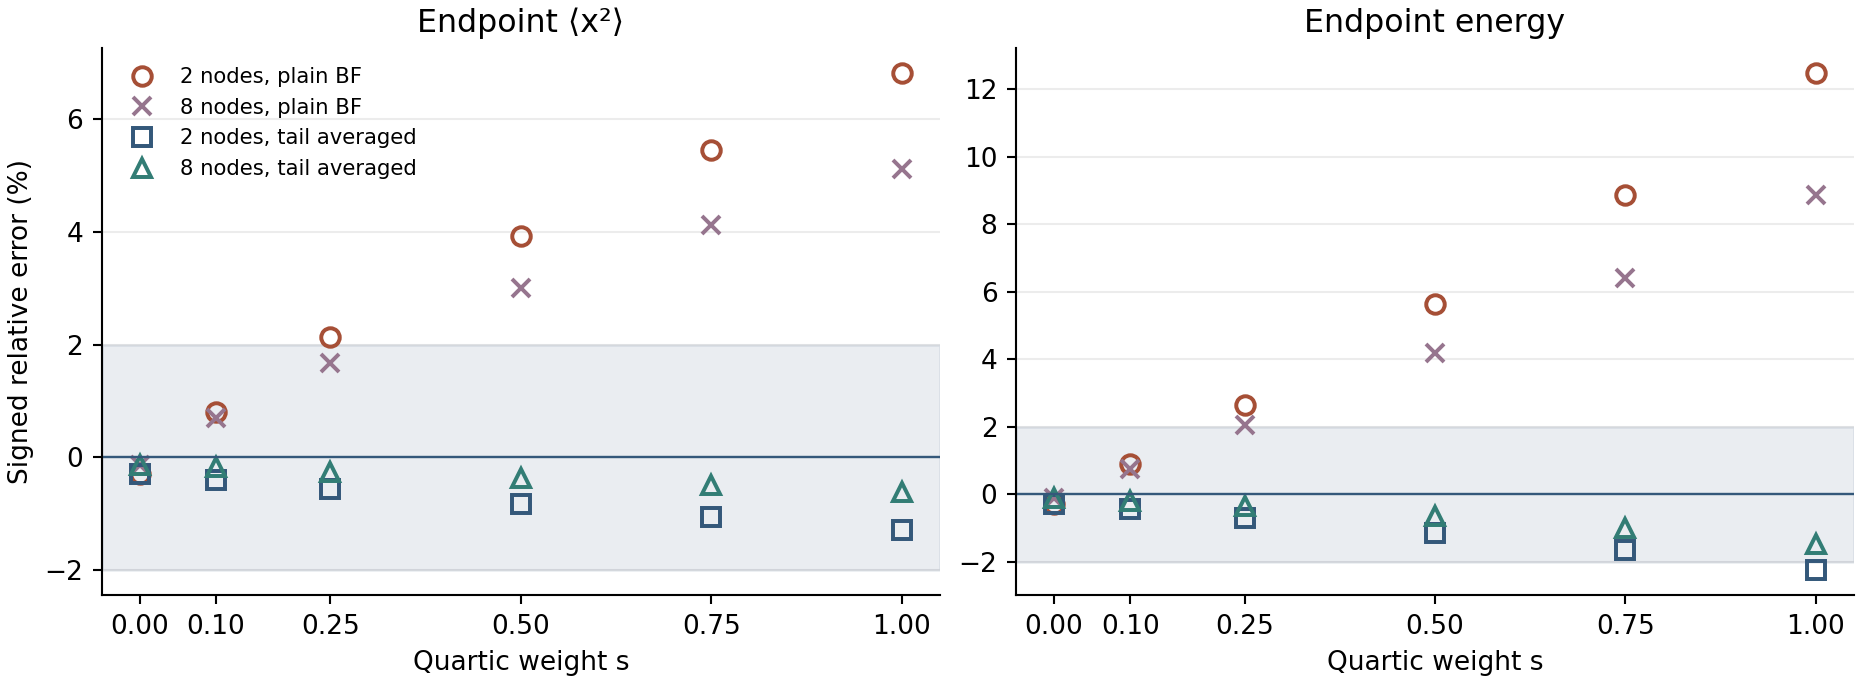 Endpoint ⟨x²⟩
Signed relative error (%)
6
4
2
0
−2
2 nodes, plain BF
8 nodes, plain BF
2 nodes, tail averaged
8 nodes, tail averaged
0.00 0.10 0.25 0.50 0.75 1.00
Quartic weight s
Endpoint energy
12
10
8
6
4
2
0
−2
0.00 0.10 0.25 0.50 0.75 1.00
Quartic weight s